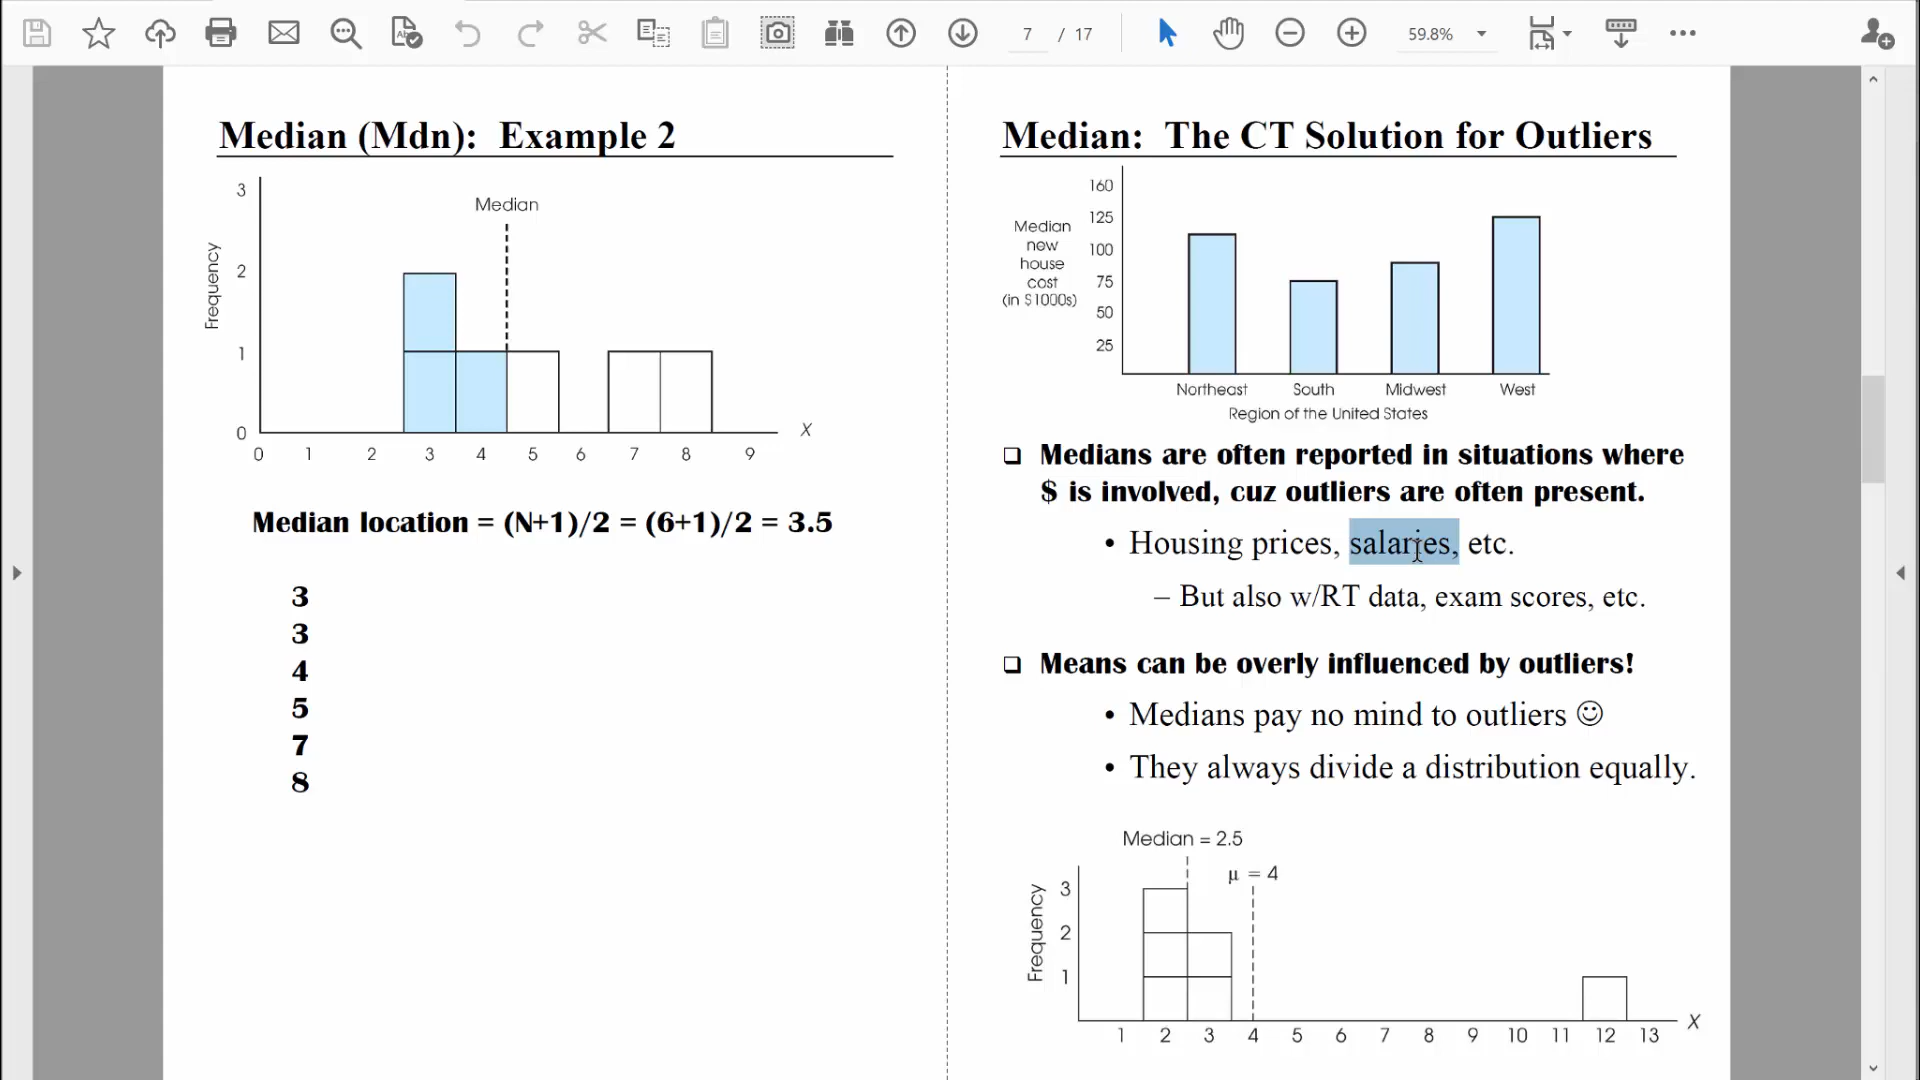 7 / 17
59.8%
Median (Mdn): Example 2
3
2
1
0
Frequency
Median
0 1 2 3 4 5 6 7 8 9
X
Median location = (N+1)/2 = (6+1)/2 = 3.5
3
3
4
5
7
8
Median: The CT Solution for Outliers
Median
new
house
cost
(in $1000s)
160
125
100
75
50
25
Northeast South Midwest West
Region of the United States
❑ Medians are often reported in situations where
$ is involved, cuz outliers are often present.
• Housing prices, salaries, etc.
– But also w/RT data, exam scores, etc.
❑ Means can be overly influenced by outliers!
• Medians pay no mind to outliers ☺
• They always divide a distribution equally.
Median = 2.5
μ = 4
Frequency
3
2
1
1 2 3 4 5 6 7 8 9 10 11 12 13
X